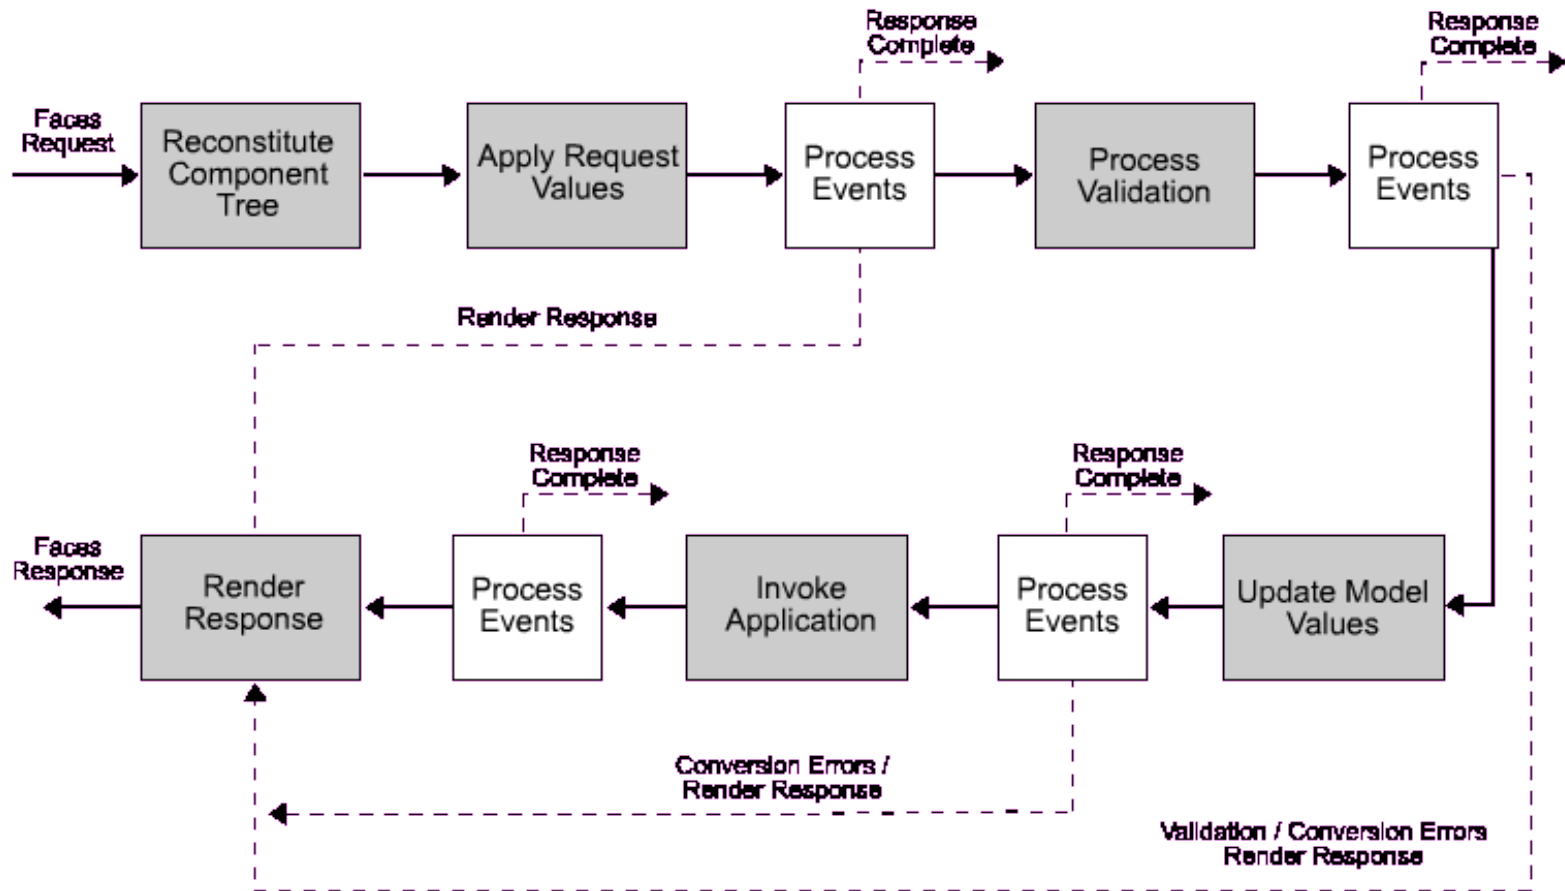 Response
Complete
Response
Complete
Faces
Request
Reconstitute
Component
Tree
Apply Request
Values
Process
Events
Process
Validation
Process
Events
Render Response
Response
Complete
Response
Complete
Faces
Response
Render
Response
Process
Events
Invoke
Application
Process
Events
Update Model
Values
Conversion Errors /
Render Response
Validation / Conversion Errors
Render Response